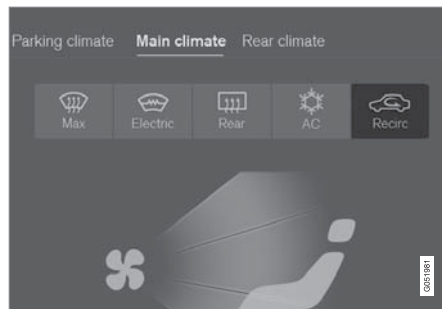 Parking climate Main climate Rear climate
Max Electric Rear AC Recirc
G051981